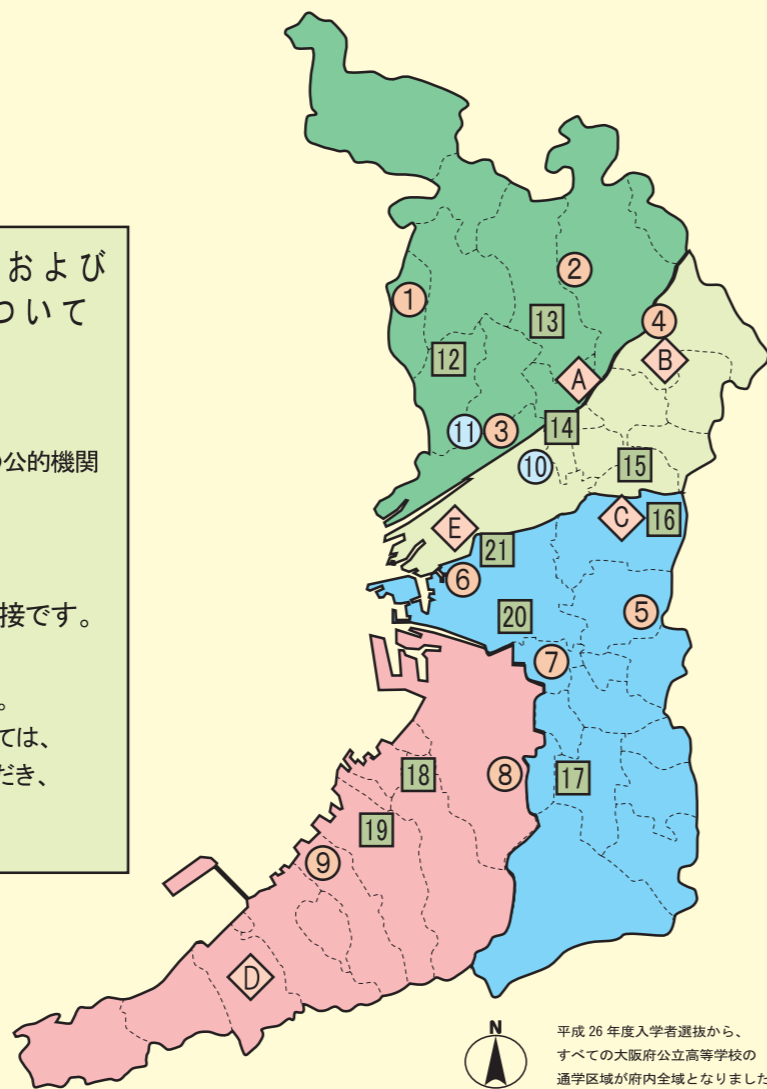 および
ついて
の公的機関
接です。
。
ては、
だき、
1
2
13
4
12
B
A
11
3
14
10
15
E
C
16
21
6
5
20
7
18
8
17
19
9
D
N
平成 26 年度入学者選抜から、
すべての大阪府公立高等学校の
通学区域が府内全域となりました